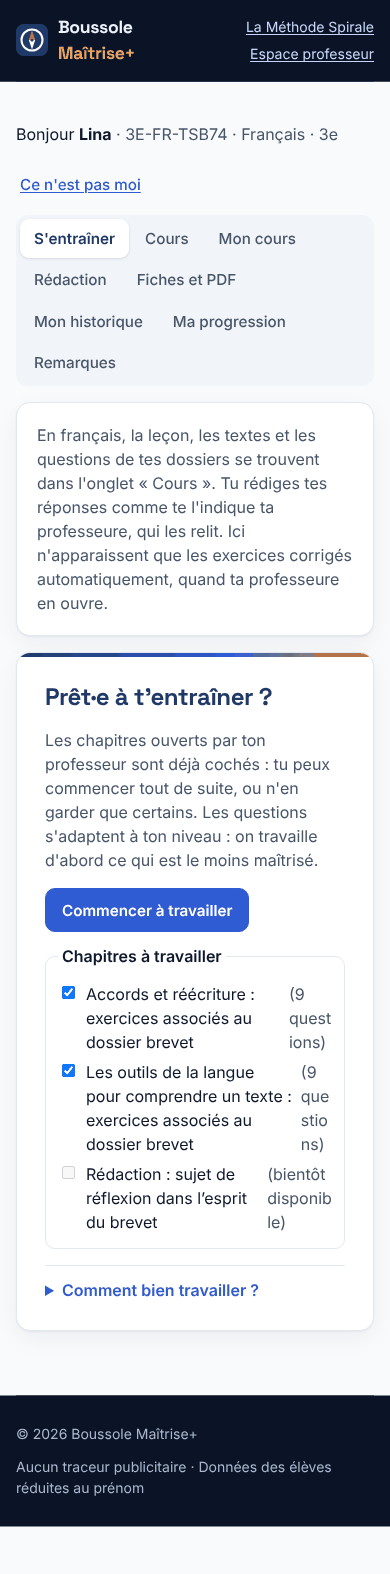 Boussole
Maîtrise+
La Méthode Spirale
Espace professeur
Bonjour Lina · 3E-FR-TSB74 · Français · 3e
Ce n'est pas moi
S'entraîner Cours Mon cours
Rédaction Fiches et PDF
Mon historique Ma progression
Remarques
En français, la leçon, les textes et les
questions de tes dossiers se trouvent
dans l'onglet « Cours ». Tu rédiges tes
réponses comme te l'indique ta
professeure, qui les relit. Ici
n'apparaissent que les exercices corrigés
automatiquement, quand ta professeure
en ouvre.
Prêt·e à t’entraîner ?
Les chapitres ouverts par ton
professeur sont déjà cochés : tu peux
commencer tout de suite, ou n'en
garder que certains. Les questions
s'adaptent à ton niveau : on travaille
d'abord ce qui est le moins maîtrisé.
Commencer à travailler
Chapitres à travailler
Accords et réécriture :
exercices associés au
dossier brevet
(9
quest
ions)
Les outils de la langue
pour comprendre un texte :
exercices associés au
dossier brevet
(9
que
stio
ns)
Rédaction : sujet de
réflexion dans l’esprit
du brevet
(bientôt
disponib
le)
Comment bien travailler ?
© 2026 Boussole Maîtrise+
Aucun traceur publicitaire · Données des élèves
réduites au prénom